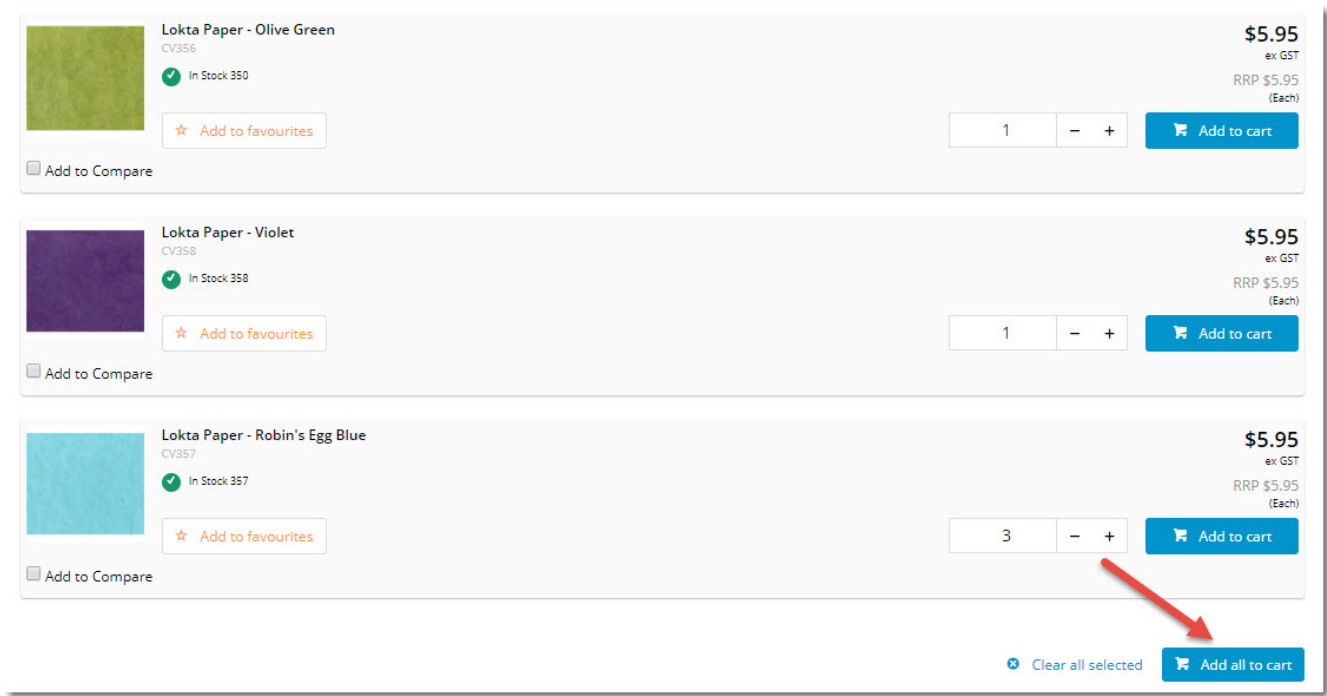 Lokta Paper - Olive Green
CV356
In Stock 350
$5.95
ex GST
RRP $5.95
(Each)
Add to favourites
1 - + Add to cart
Add to Compare
Lokta Paper - Violet
CV358
In Stock 358
$5.95
ex GST
RRP $5.95
(Each)
Add to favourites
1 - + Add to cart
Add to Compare
Lokta Paper - Robin's Egg Blue
CV357
In Stock 357
$5.95
ex GST
RRP $5.95
(Each)
Add to favourites
3 - + Add to cart
Add to Compare
Clear all selected
Add all to cart